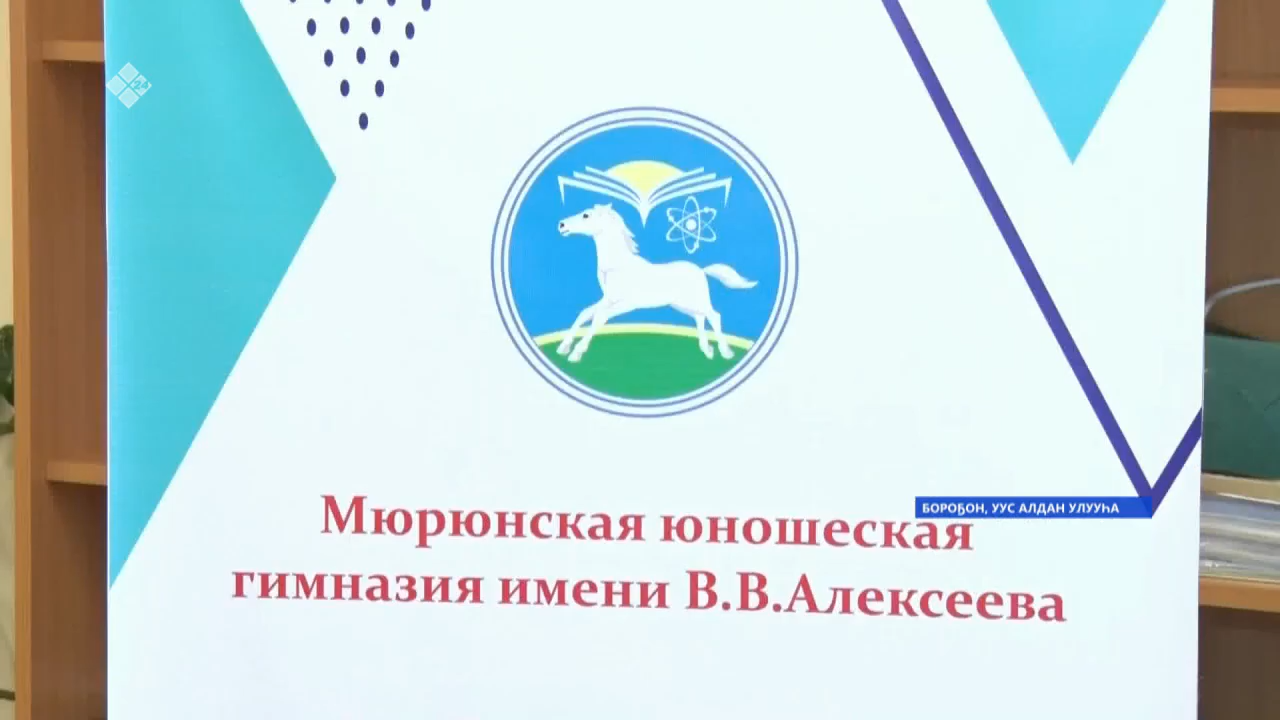 БОРОҔОН, УУС АЛДАН УЛУУҺА
Мюрюнская юношеская
гимназия имени В.В.Алексеева